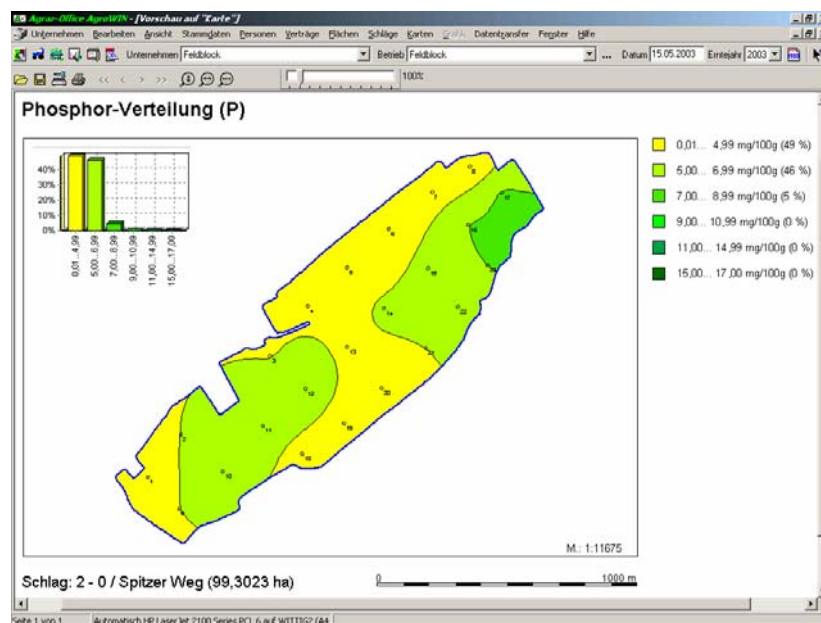 Agrar-Office AgroWIN - [Vorschau auf "Karte"]
Unternehmen Bearbeiten Ansicht Stammdaten Personen Verträge Flächen Schläge Karten Grafik Datentransfer Fenster Hilfe
Unternehmen Feldblock Betrieb Feldblock ... Datum 15.05.2003 Erntejahr 2003
100%
Phosphor-Verteilung (P)
40%
30%
20%
10%
0%
0,01...4,99
5,00...6,99
7,00...8,99
9,00...10,99
11,00...14,99
15,00...17,00
0,01... 4,99 mg/100g (49 %)
5,00... 6,99 mg/100g (46 %)
7,00... 8,99 mg/100g (5 %)
9,00... 10,99 mg/100g (0 %)
11,00... 14,99 mg/100g (0 %)
15,00... 17,00 mg/100g (0 %)
M.: 1:11675
Schlag: 2 - 0 / Spitzer Weg (99,3023 ha)
0 1000 m
Seite 1 von 1 Automatisch HP LaserJet 2100 Series PCL 6 auf WITTIG2 (A4